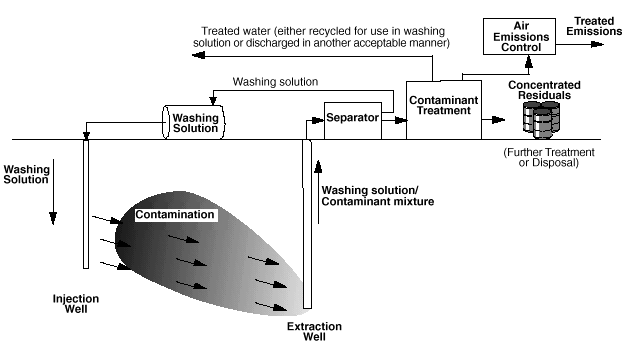 Treated water (either recycled for use in washing
solution or discharged in another acceptable manner)
Air
Emissions
Control
Treated
Emissions
Washing solution
Washing
Solution
Separator
Contaminant
Treatment
Concentrated
Residuals
(Further Treatment
or Disposal)
Washing
Solution
Contamination
Washing solution/
Contaminant mixture
Injection
Well
Extraction
Well